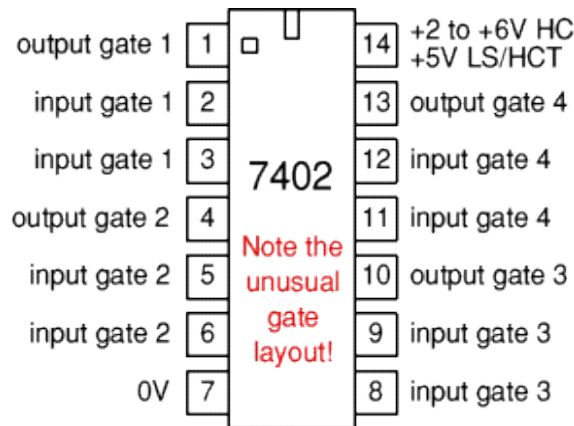 output gate 1 1 14 +2 to +6V HC
+5V LS/HCT
input gate 1 2 13 output gate 4
input gate 1 3 12 input gate 4
7402
output gate 2 4 11 input gate 4
Note the
unusual
gate
layout!
input gate 2 5 10 output gate 3
input gate 2 6 9 input gate 3
0V 7 8 input gate 3